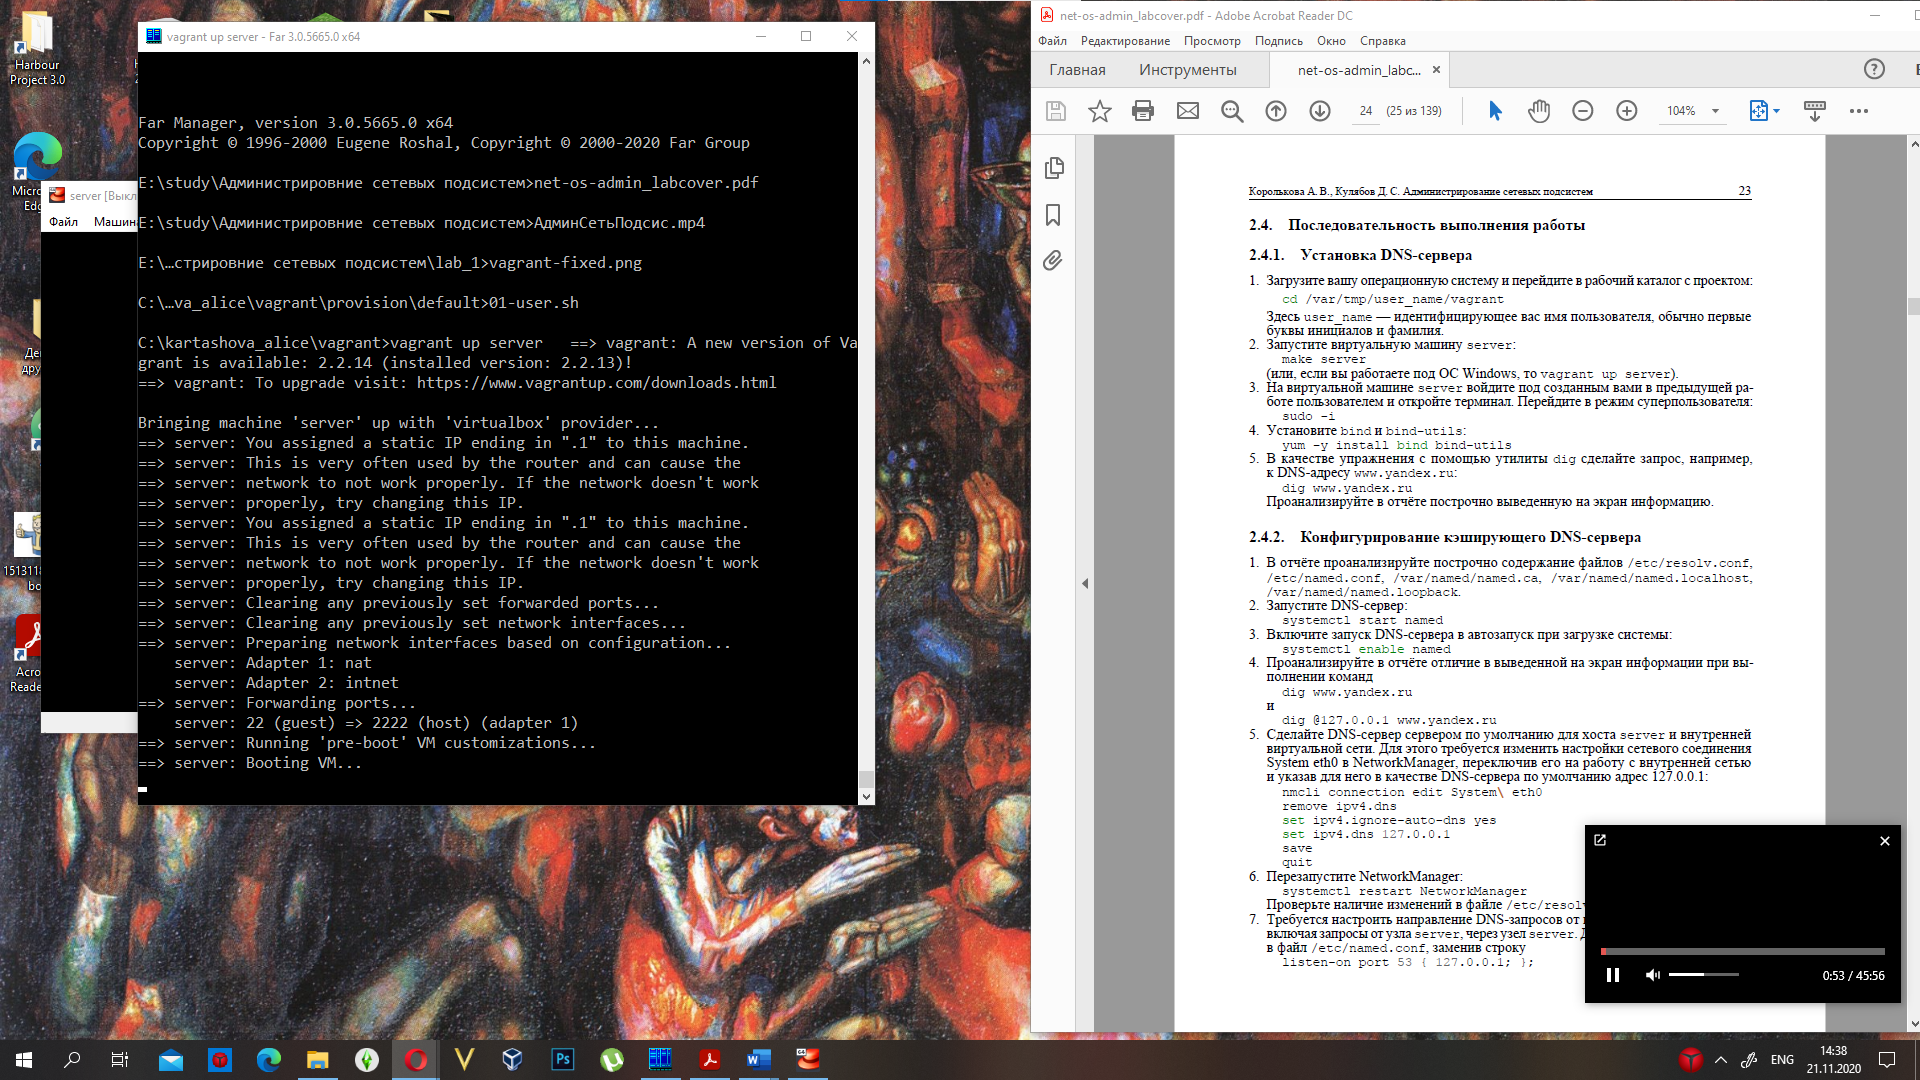 Harbour
Project 3.0
server [Выкл
Файл Машин
vagrant up server - Far 3.0.5665.0 x64
Far Manager, version 3.0.5665.0 x64
Copyright © 1996-2000 Eugene Roshal, Copyright © 2000-2020 Far Group
E:\study\Администрировние сетевых подсистем>net-os-admin_labcover.pdf
E:\study\Администрировние сетевых подсистем>АдминСетьПодсис.mp4
E:\…стрировние сетевых подсистем\lab_1>vagrant-fixed.png
C:\…va_alice\vagrant\provision\default>01-user.sh
C:\kartashova_alice\vagrant>vagrant up server   ==> vagrant: A new version of Va
grant is available: 2.2.14 (installed version: 2.2.13)!
==> vagrant: To upgrade visit: https://www.vagrantup.com/downloads.html
Bringing machine 'server' up with 'virtualbox' provider...
==> server: You assigned a static IP ending in ".1" to this machine.
==> server: This is very often used by the router and can cause the
==> server: network to not work properly. If the network doesn't work
==> server: properly, try changing this IP.
==> server: You assigned a static IP ending in ".1" to this machine.
==> server: This is very often used by the router and can cause the
==> server: network to not work properly. If the network doesn't work
==> server: properly, try changing this IP.
==> server: Clearing any previously set forwarded ports...
==> server: Clearing any previously set network interfaces...
==> server: Preparing network interfaces based on configuration...
server: Adapter 1: nat
server: Adapter 2: intnet
==> server: Forwarding ports...
server: 22 (guest) => 2222 (host) (adapter 1)
==> server: Running 'pre-boot' VM customizations...
==> server: Booting VM...
net-os-admin_labcover.pdf - Adobe Acrobat Reader DC
Файл Редактирование Просмотр Подпись Окно Справка
Главная Инструменты net-os-admin_labc...
24 (25 из 139) 104%
Королькова А. В., Кулябов Д. С. Администрирование сетевых подсистем 23
2.4. Последовательность выполнения работы
2.4.1. Установка DNS-сервера
1. Загрузите вашу операционную систему и перейдите в рабочий каталог с проектом:
cd /var/tmp/user_name/vagrant
Здесь user_name — идентифицирующее вас имя пользователя, обычно первые
буквы инициалов и фамилия.
2. Запустите виртуальную машину server:
make server
(или, если вы работаете под ОС Windows, то vagrant up server).
3. На виртуальной машине server войдите под созданным вами в предыдущей ра-
боте пользователем и откройте терминал. Перейдите в режим суперпользователя:
sudo -i
4. Установите bind и bind-utils:
yum -y install bind bind-utils
5. В качестве упражнения с помощью утилиты dig сделайте запрос, например,
к DNS-адресу www.yandex.ru:
dig www.yandex.ru
Проанализируйте в отчёте построчно выведенную на экран информацию.
2.4.2. Конфигурирование кэширующего DNS-сервера
1. В отчёте проанализируйте построчно содержание файлов /etc/resolv.conf,
/etc/named.conf, /var/named/named.ca, /var/named/named.localhost,
/var/named/named.loopback.
2. Запустите DNS-сервер:
systemctl start named
3. Включите запуск DNS-сервера в автозапуск при загрузке системы:
systemctl enable named
4. Проанализируйте в отчёте отличие в выведенной на экран информации при вы-
полнении команд
dig www.yandex.ru
и
dig @127.0.0.1 www.yandex.ru
5. Сделайте DNS-сервер сервером по умолчанию для хоста server и внутренней
виртуальной сети. Для этого требуется изменить настройки сетевого соединения
System eth0 в NetworkManager, переключив его на работу с внутренней сетью
и указав для него в качестве DNS-сервера по умолчанию адрес 127.0.0.1:
nmcli connection edit System\ eth0
remove ipv4.dns
set ipv4.ignore-auto-dns yes
set ipv4.dns 127.0.0.1
save
quit
6. Перезапустите NetworkManager:
systemctl restart NetworkManager
Проверьте наличие изменений в файле /etc/resolv
7. Требуется настроить направление DNS-запросов от
включая запросы от узла server, через узел server.
в файл /etc/named.conf, заменив строку
listen-on port 53 { 127.0.0.1; };
0:53 / 45:56
ENG
14:38
21.11.2020